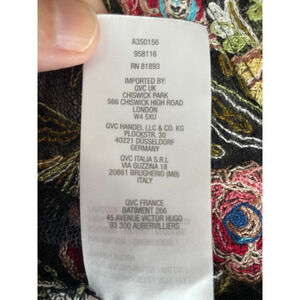 A350156
958116
RN 81893
IMPORTED BY:
QVC UK
CHISWICK PARK
566 CHISWICK HIGH ROAD
LONDON
W4 5XU
QVC HANDEL LLC & CO. KG
PLOCKSTR. 30
40221 DUSSELDORF
GERMANY
QVC ITALIA S.R.L
VIA GUZZINA 18
20861 BRUGHERIO (MB)
ITALY
QVC FRANCE
BATIMENT 266
45 AVENUE VICTOR HUGO
93 300 AUBERVILLIERS